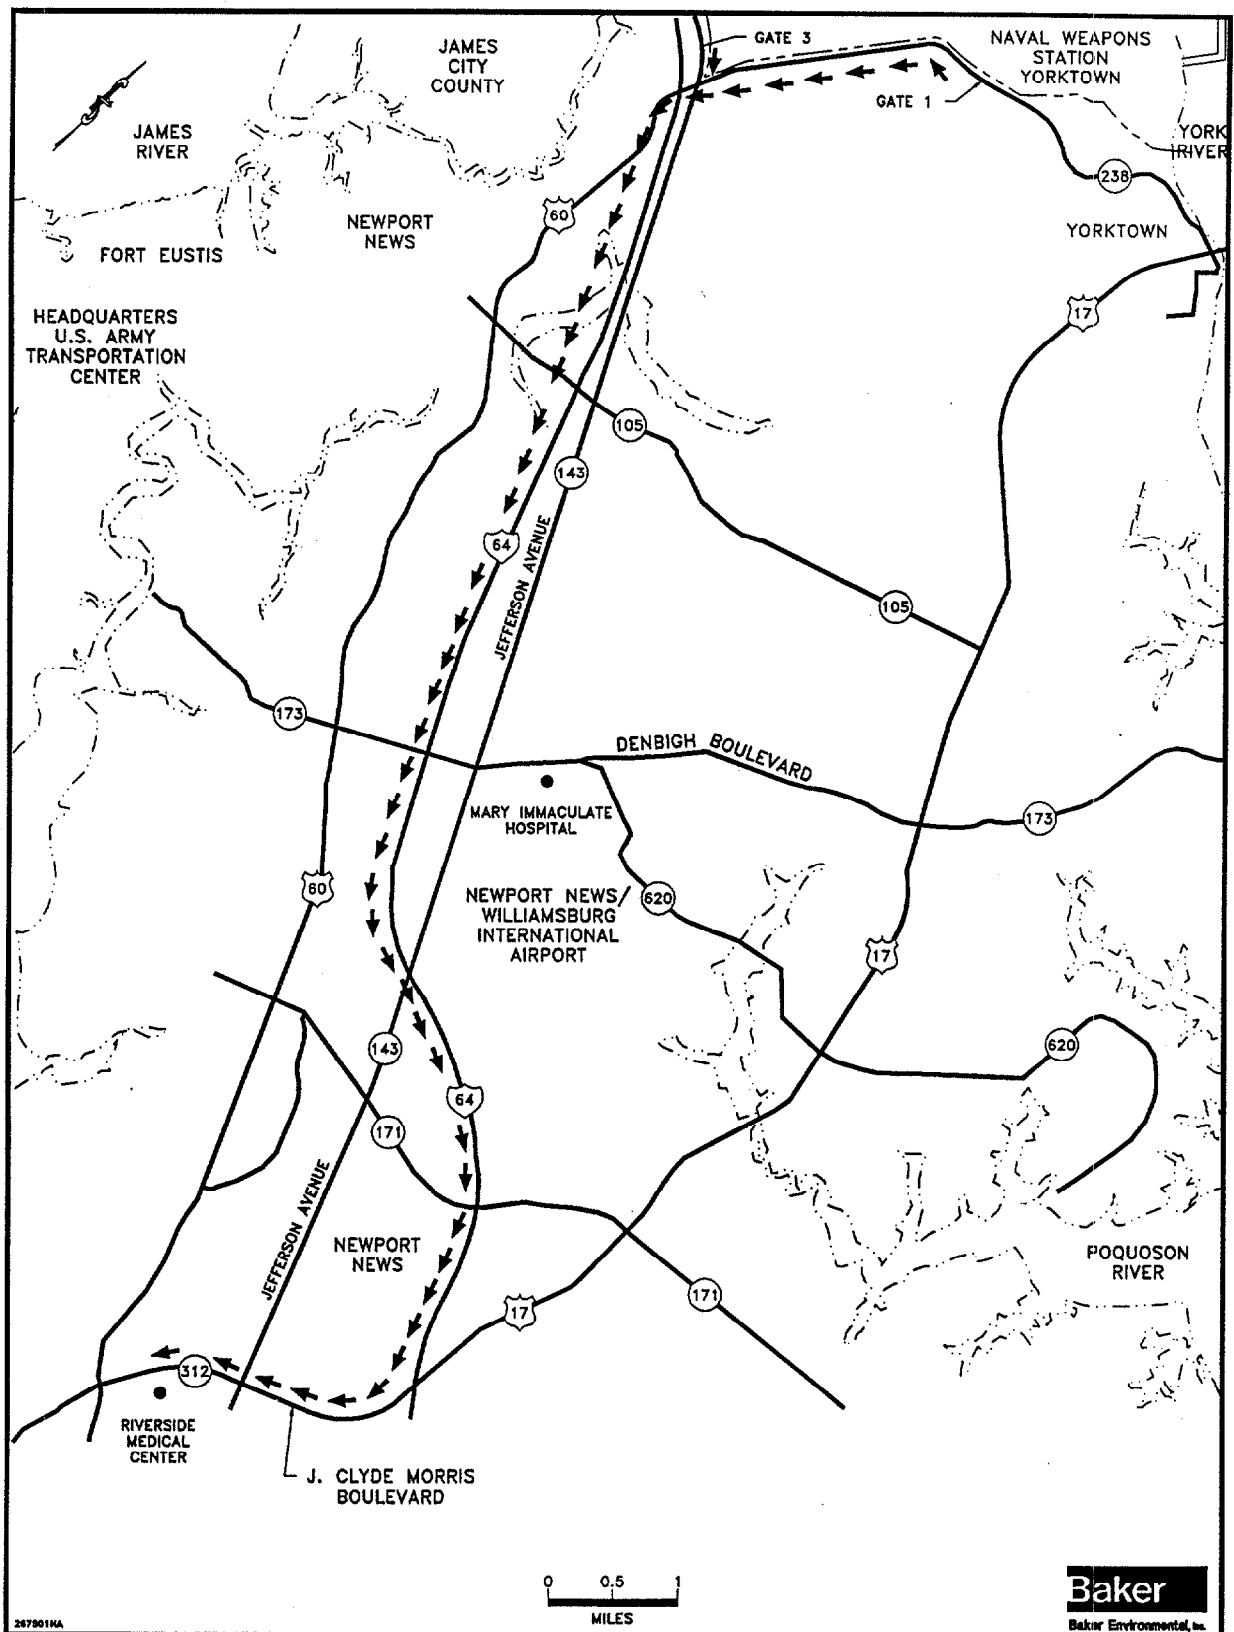 GATE 3
JAMES
CITY
COUNTY
NAVAL WEAPONS
STATION
YORKTOWN
GATE 1
JAMES
RIVER
YORK
RIVER
238
60
NEWPORT
NEWS
YORKTOWN
FORT EUSTIS
17
HEADQUARTERS
U.S. ARMY
TRANSPORTATION
CENTER
105
143
64
JEFFERSON AVENUE
105
173
DENBIGH BOULEVARD
MARY IMMACULATE
HOSPITAL
173
60
NEWPORT NEWS/
WILLIAMSBURG
INTERNATIONAL
AIRPORT
620
17
143
620
64
171
JEFFERSON AVENUE
NEWPORT
NEWS
POQUOSON
RIVER
171
17
312
RIVERSIDE
MEDICAL
CENTER
J. CLYDE MORRIS
BOULEVARD
0 0.5 1
MILES
Baker
Baker Environmental, Inc.
267901HA